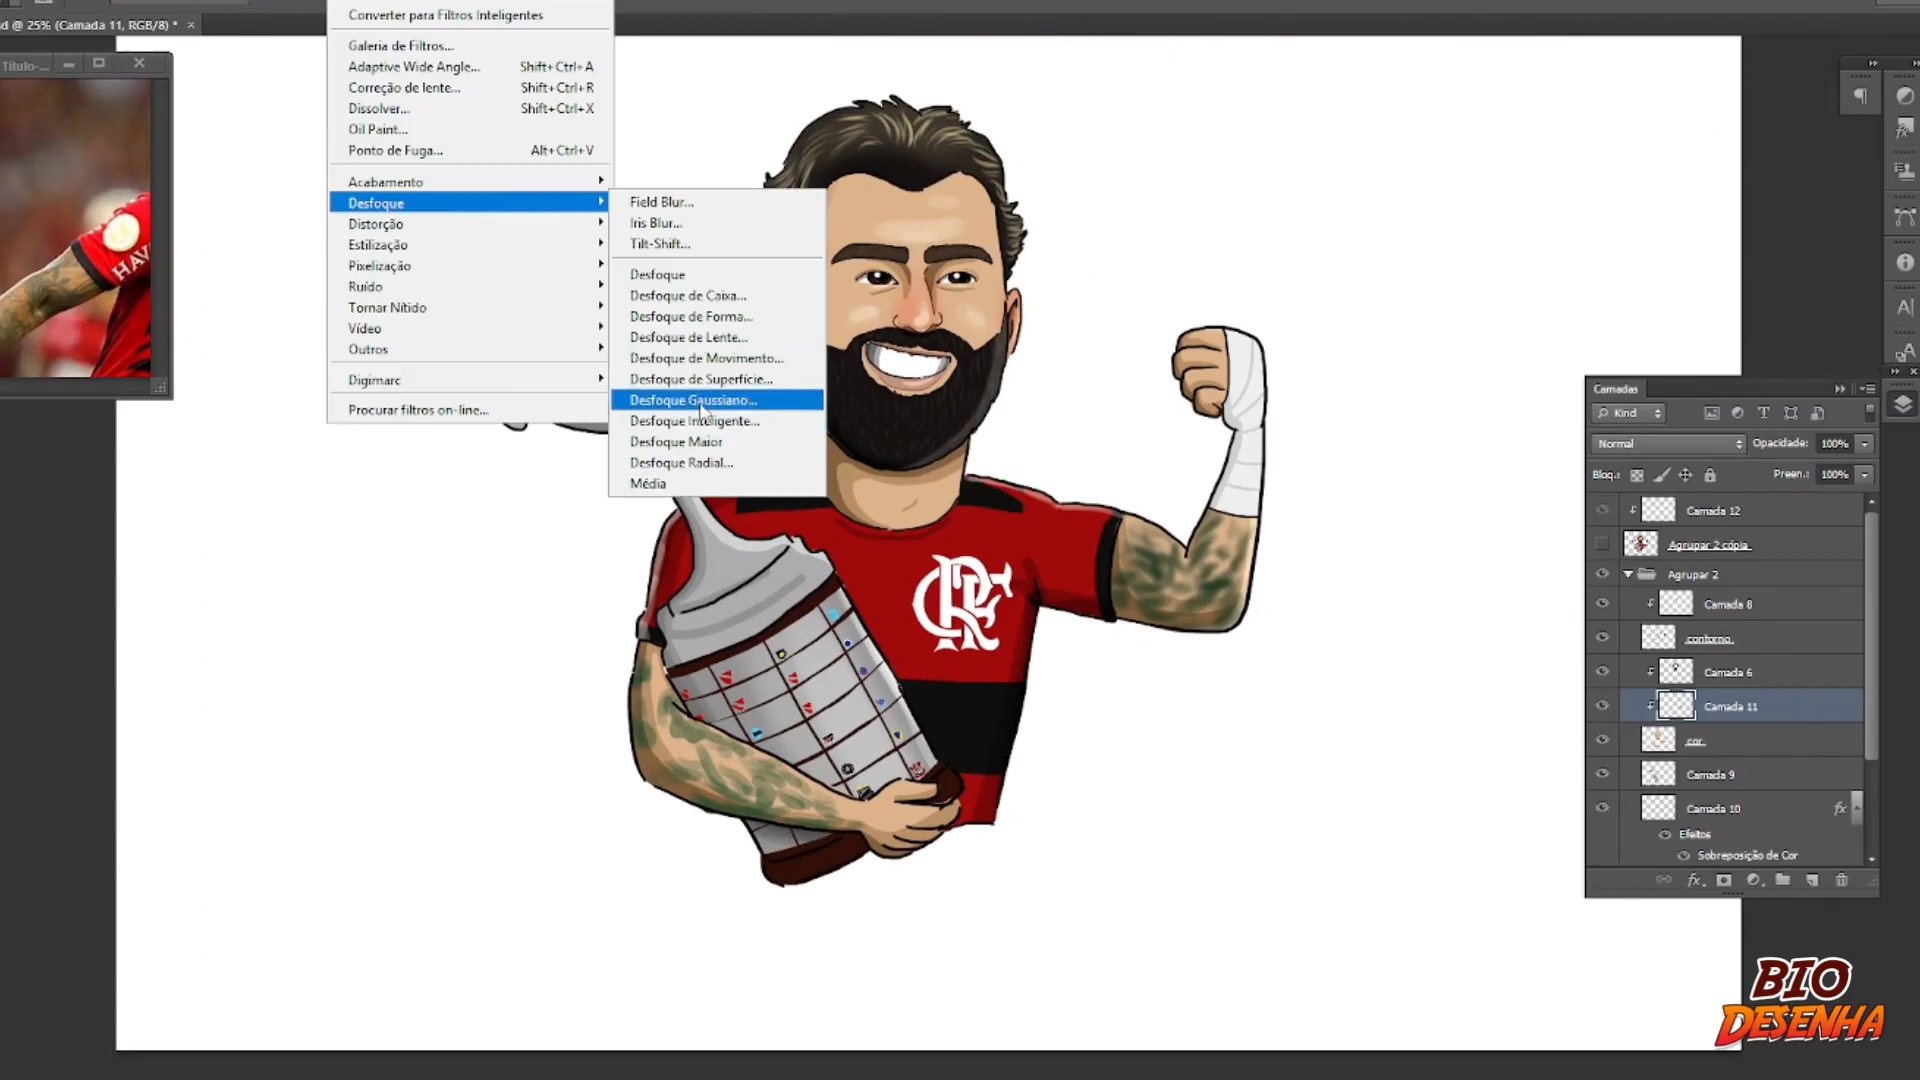 Converter para Filtros Inteligentes
d @ 25% (Camada 11, RGB/8) * ×
Galeria de Filtros...
Adaptive Wide Angle... Shift+Ctrl+A
Correção de lente... Shift+Ctrl+R
Dissolver... Shift+Ctrl+X
Oil Paint...
Ponto de Fuga... Alt+Ctrl+V
Acabamento
Desfoque
Distorção
Estilização
Pixelização
Ruído
Tornar Nítido
Vídeo
Outros
Digimarc
Procurar filtros on-line...
Field Blur...
Iris Blur...
Tilt-Shift...
Desfoque
Desfoque de Caixa...
Desfoque de Forma...
Desfoque de Lente...
Desfoque de Movimento...
Desfoque de Superfície...
Desfoque Gaussiano...
Desfoque Inteligente...
Desfoque Maior
Desfoque Radial...
Média
Título-...
HAV
CRF
Camadas
Kind
Normal Opacidade: 100%
Bloq.: Preen.: 100%
Camada 12
Agrupar 2 cópia
Agrupar 2
Camada 8
contorno
Camada 6
Camada 11
cor
Camada 9
Camada 10 fx
Efeitos
Sobreposição de Cor
fx
BIO
DESENHA